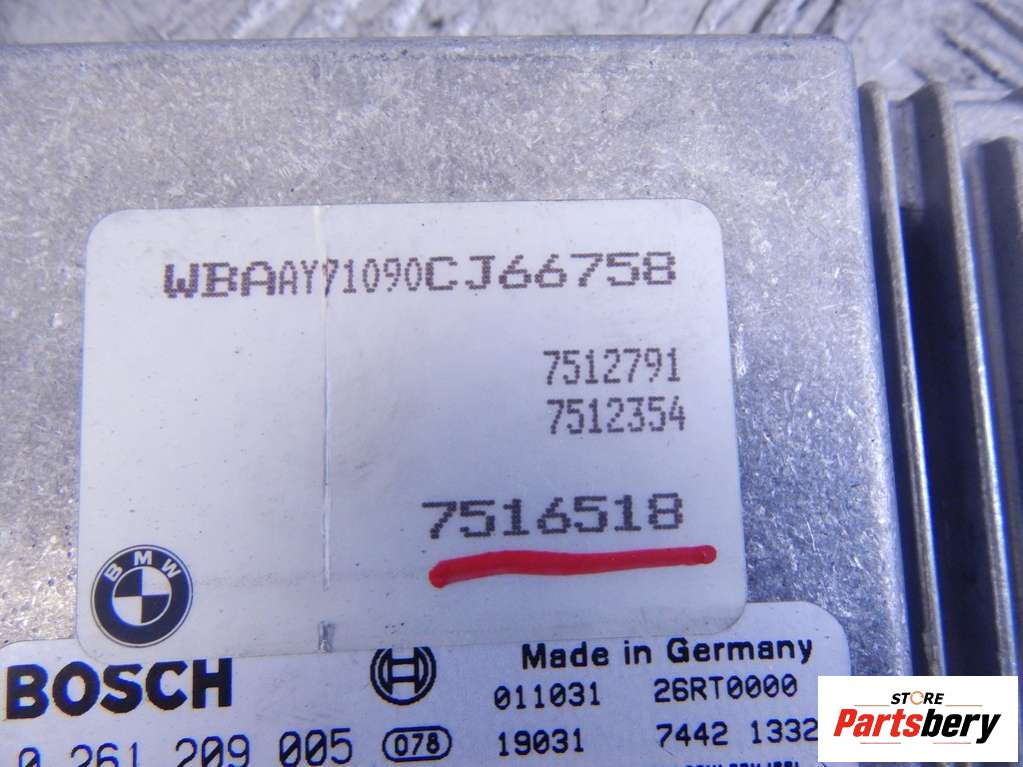 WBAAY91090CJ66758
7512791
7512354
7516518
BMW
BOSCH
Made in Germany
011031 26RT0000
0 261 209 005 078 19031 7442 1332
STORE
Partsbery